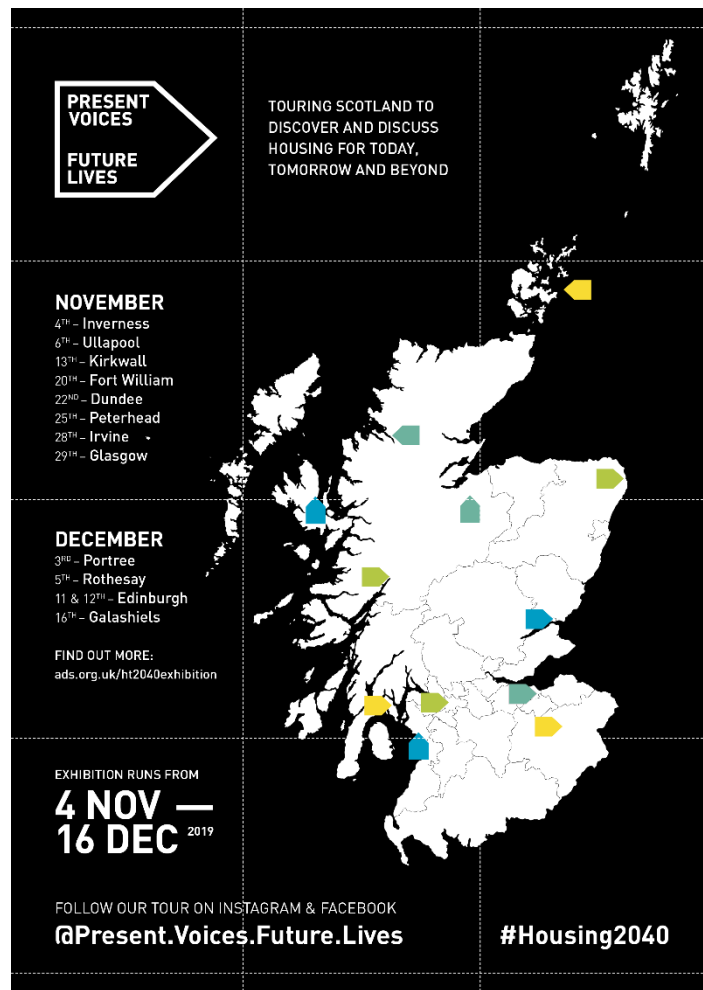 PRESENT
VOICES
FUTURE
LIVES
TOURING SCOTLAND TO
DISCOVER AND DISCUSS
HOUSING FOR TODAY,
TOMORROW AND BEYOND
NOVEMBER
4TH – Inverness
6TH – Ullapool
13TH – Kirkwall
20TH – Fort William
22ND – Dundee
25TH – Peterhead
28TH – Irvine
29TH – Glasgow
DECEMBER
3RD – Portree
5TH – Rothesay
11 & 12TH – Edinburgh
16TH – Galashiels
FIND OUT MORE:
ads.org.uk/ht2040exhibition
EXHIBITION RUNS FROM
4 NOV —
16 DEC 2019
FOLLOW OUR TOUR ON INSTAGRAM & FACEBOOK
@Present.Voices.Future.Lives
#Housing2040